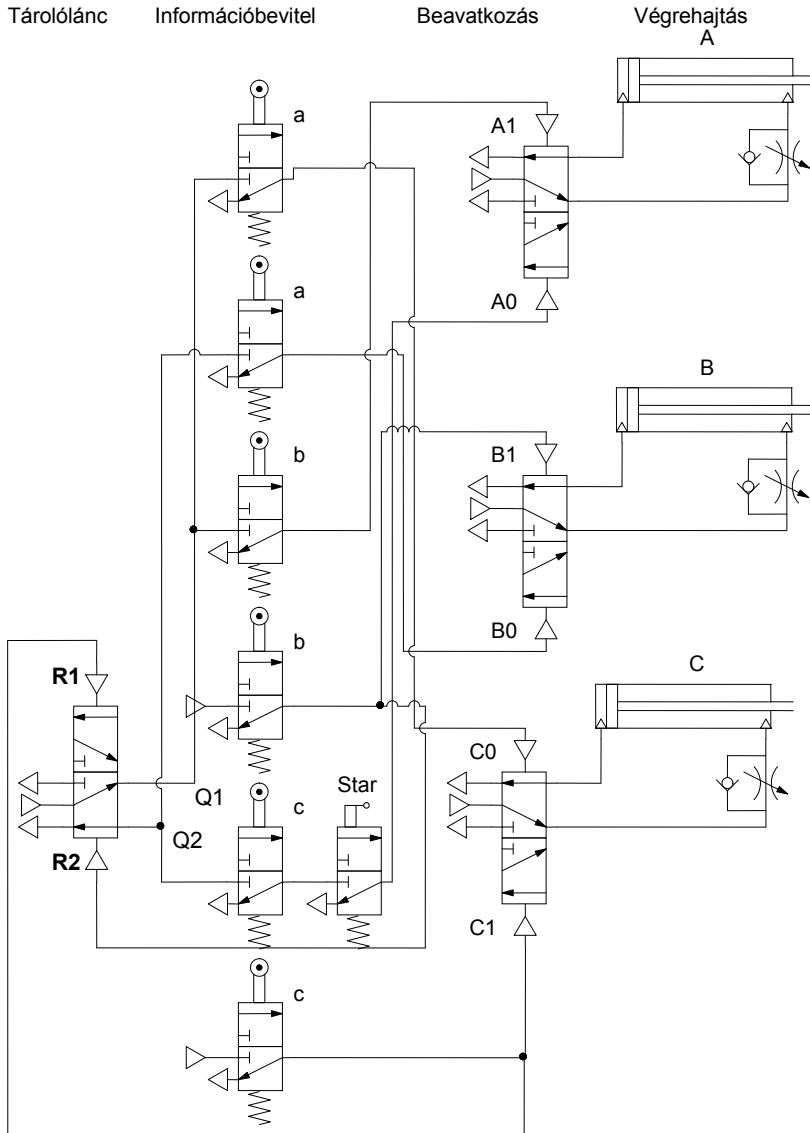 Tárolólánc Információbevitel Beavatkozás Végrehajtás
A
a
A1
a
A0
B
b
B1
b
B0
R1
C
C0
Star
Q1
Q2
c
R2
C1
c